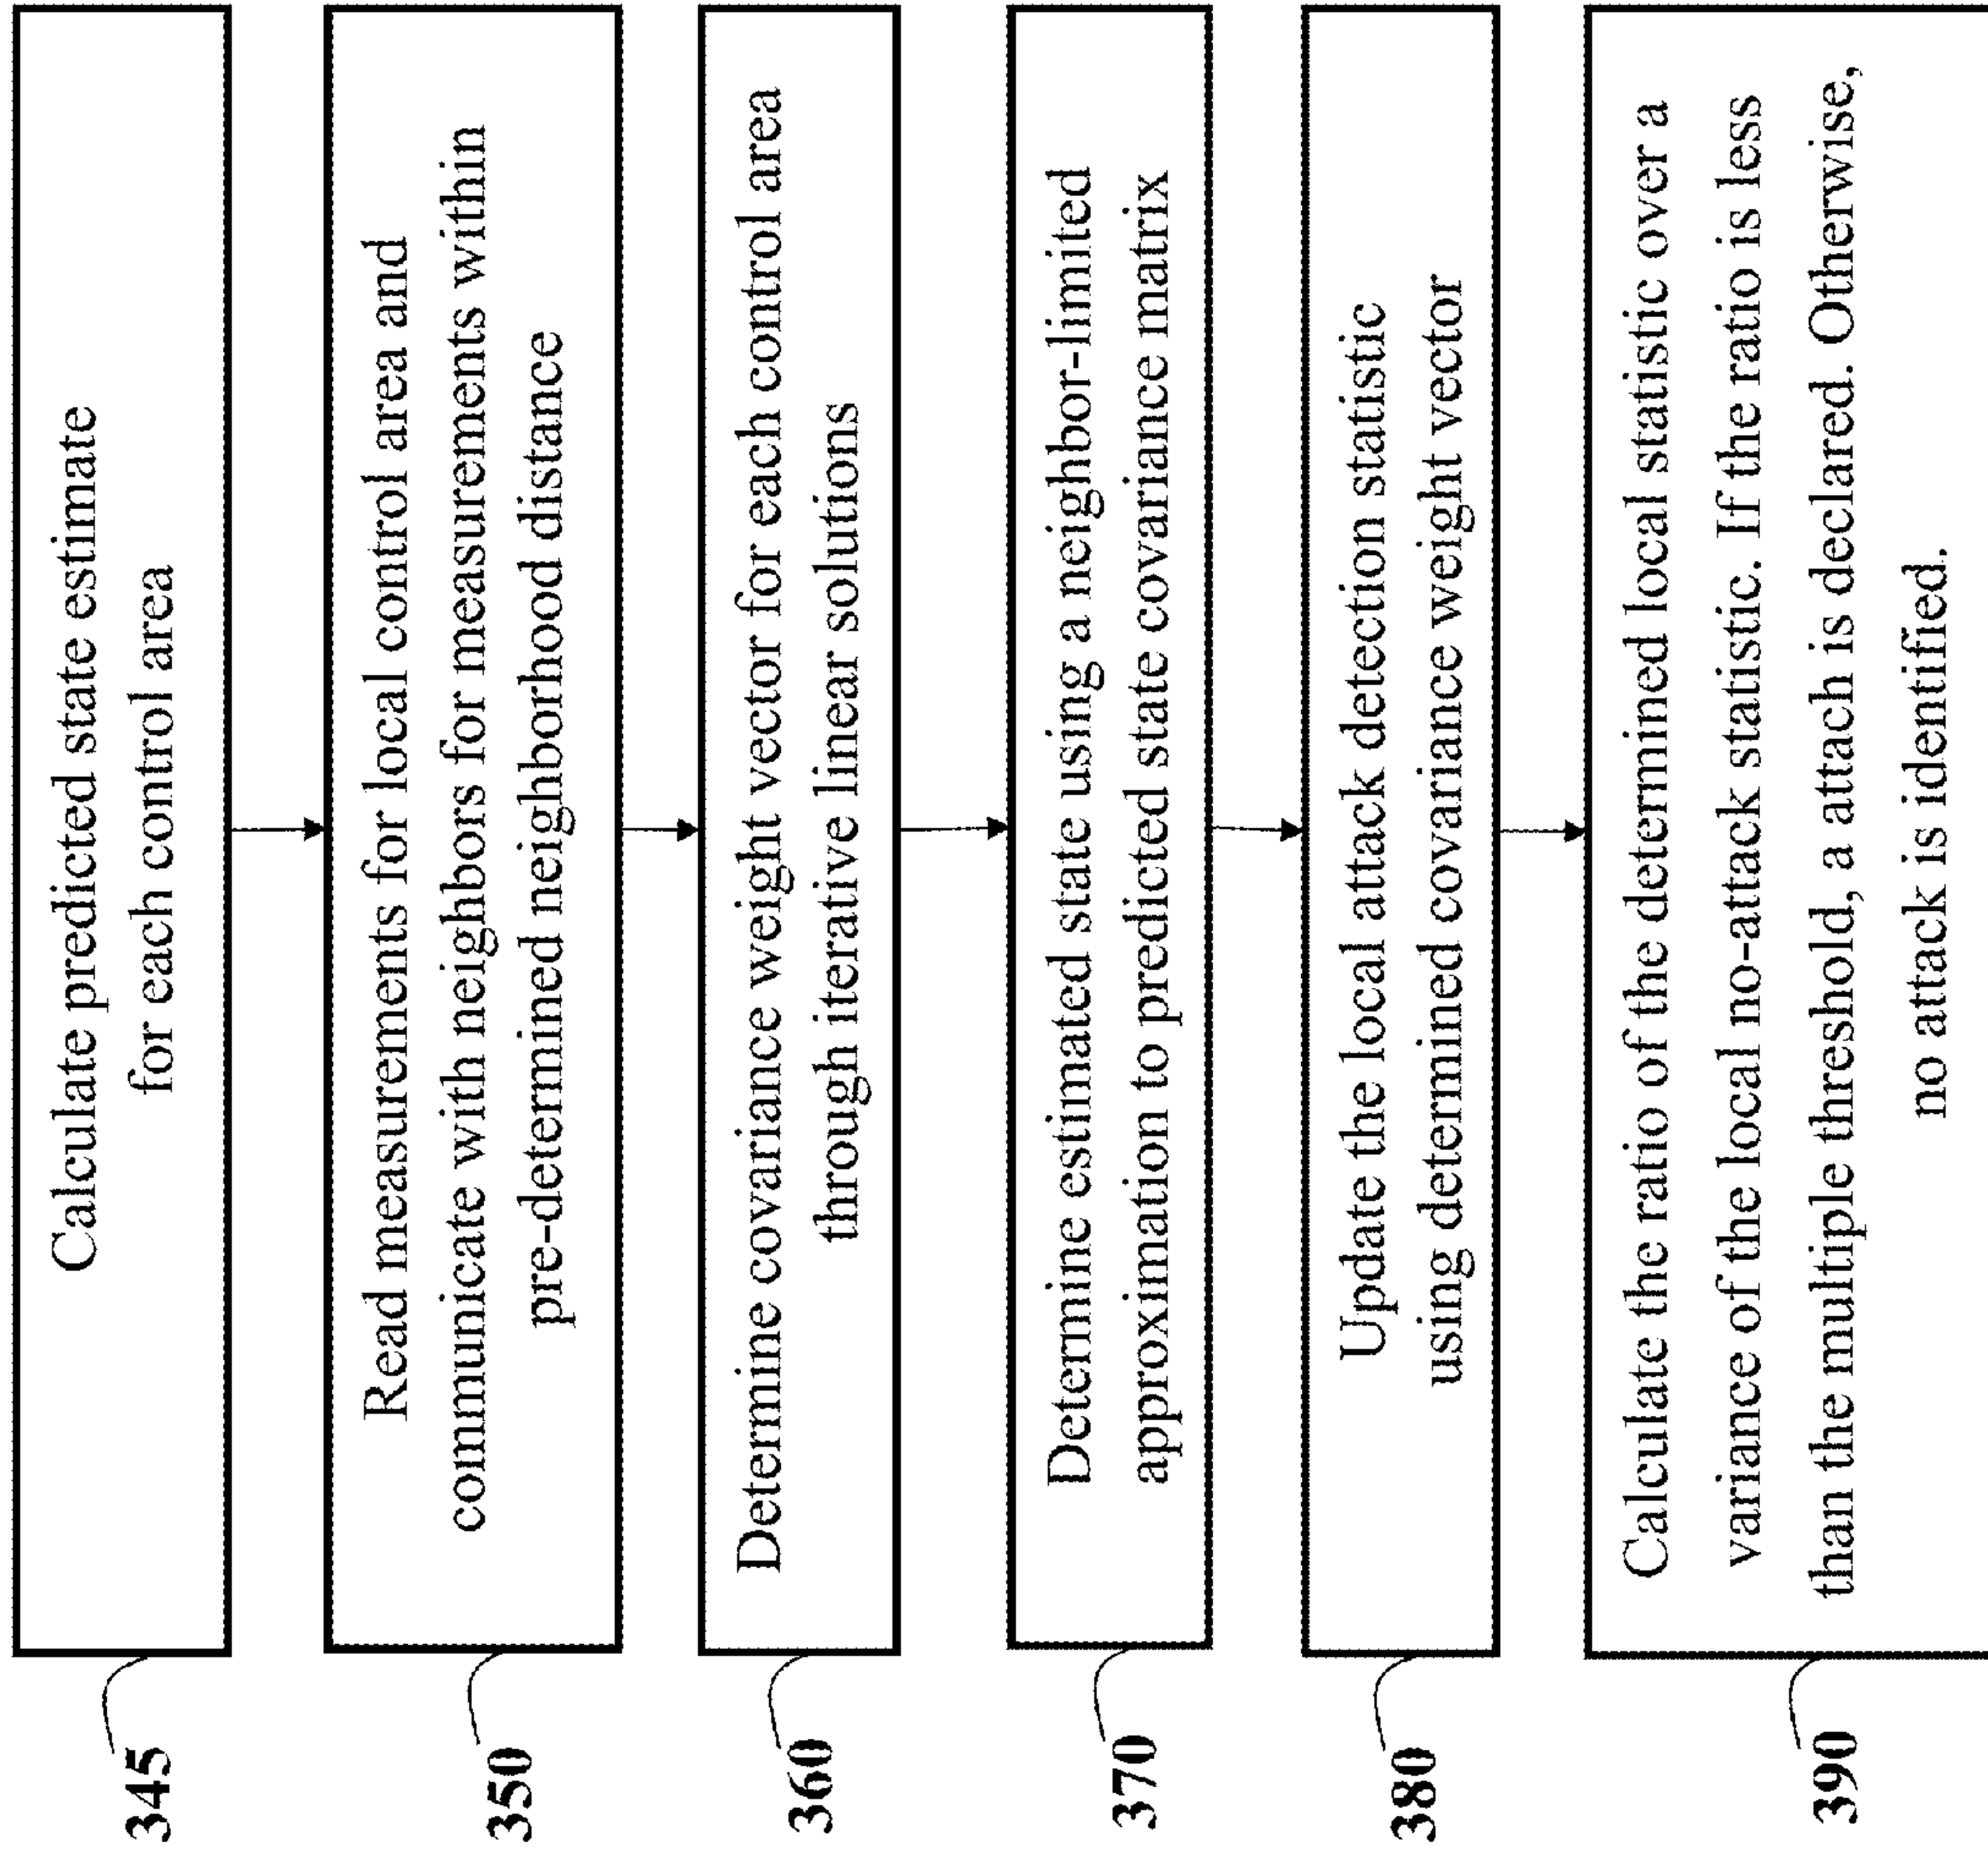 345
Calculate predicted state estimate
for each control area
350
Read measurements for local control area and
communicate with neighbors for measurements within
pre-determined neighborhood distance
360
Determine covariance weight vector for each control area
through iterative linear solutions
370
Determine estimated state using a neighbor-limited
approximation to predicted state covariance matrix
380
Update the local attack detection statistic
using determined covariance weight vector
390
Calculate the ratio of the determined local statistic over a
variance of the local no-attack statistic. If the ratio is less
than the multiple threshold, a attach is declared. Otherwise,
no attack is identified.